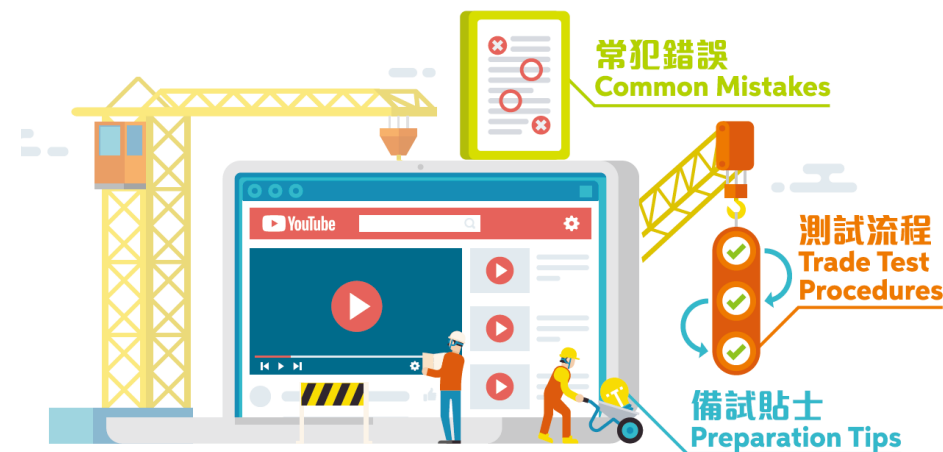 常犯錯誤
Common Mistakes
YouTube
測試流程
Trade Test
Procedures
備試貼士
Preparation Tips